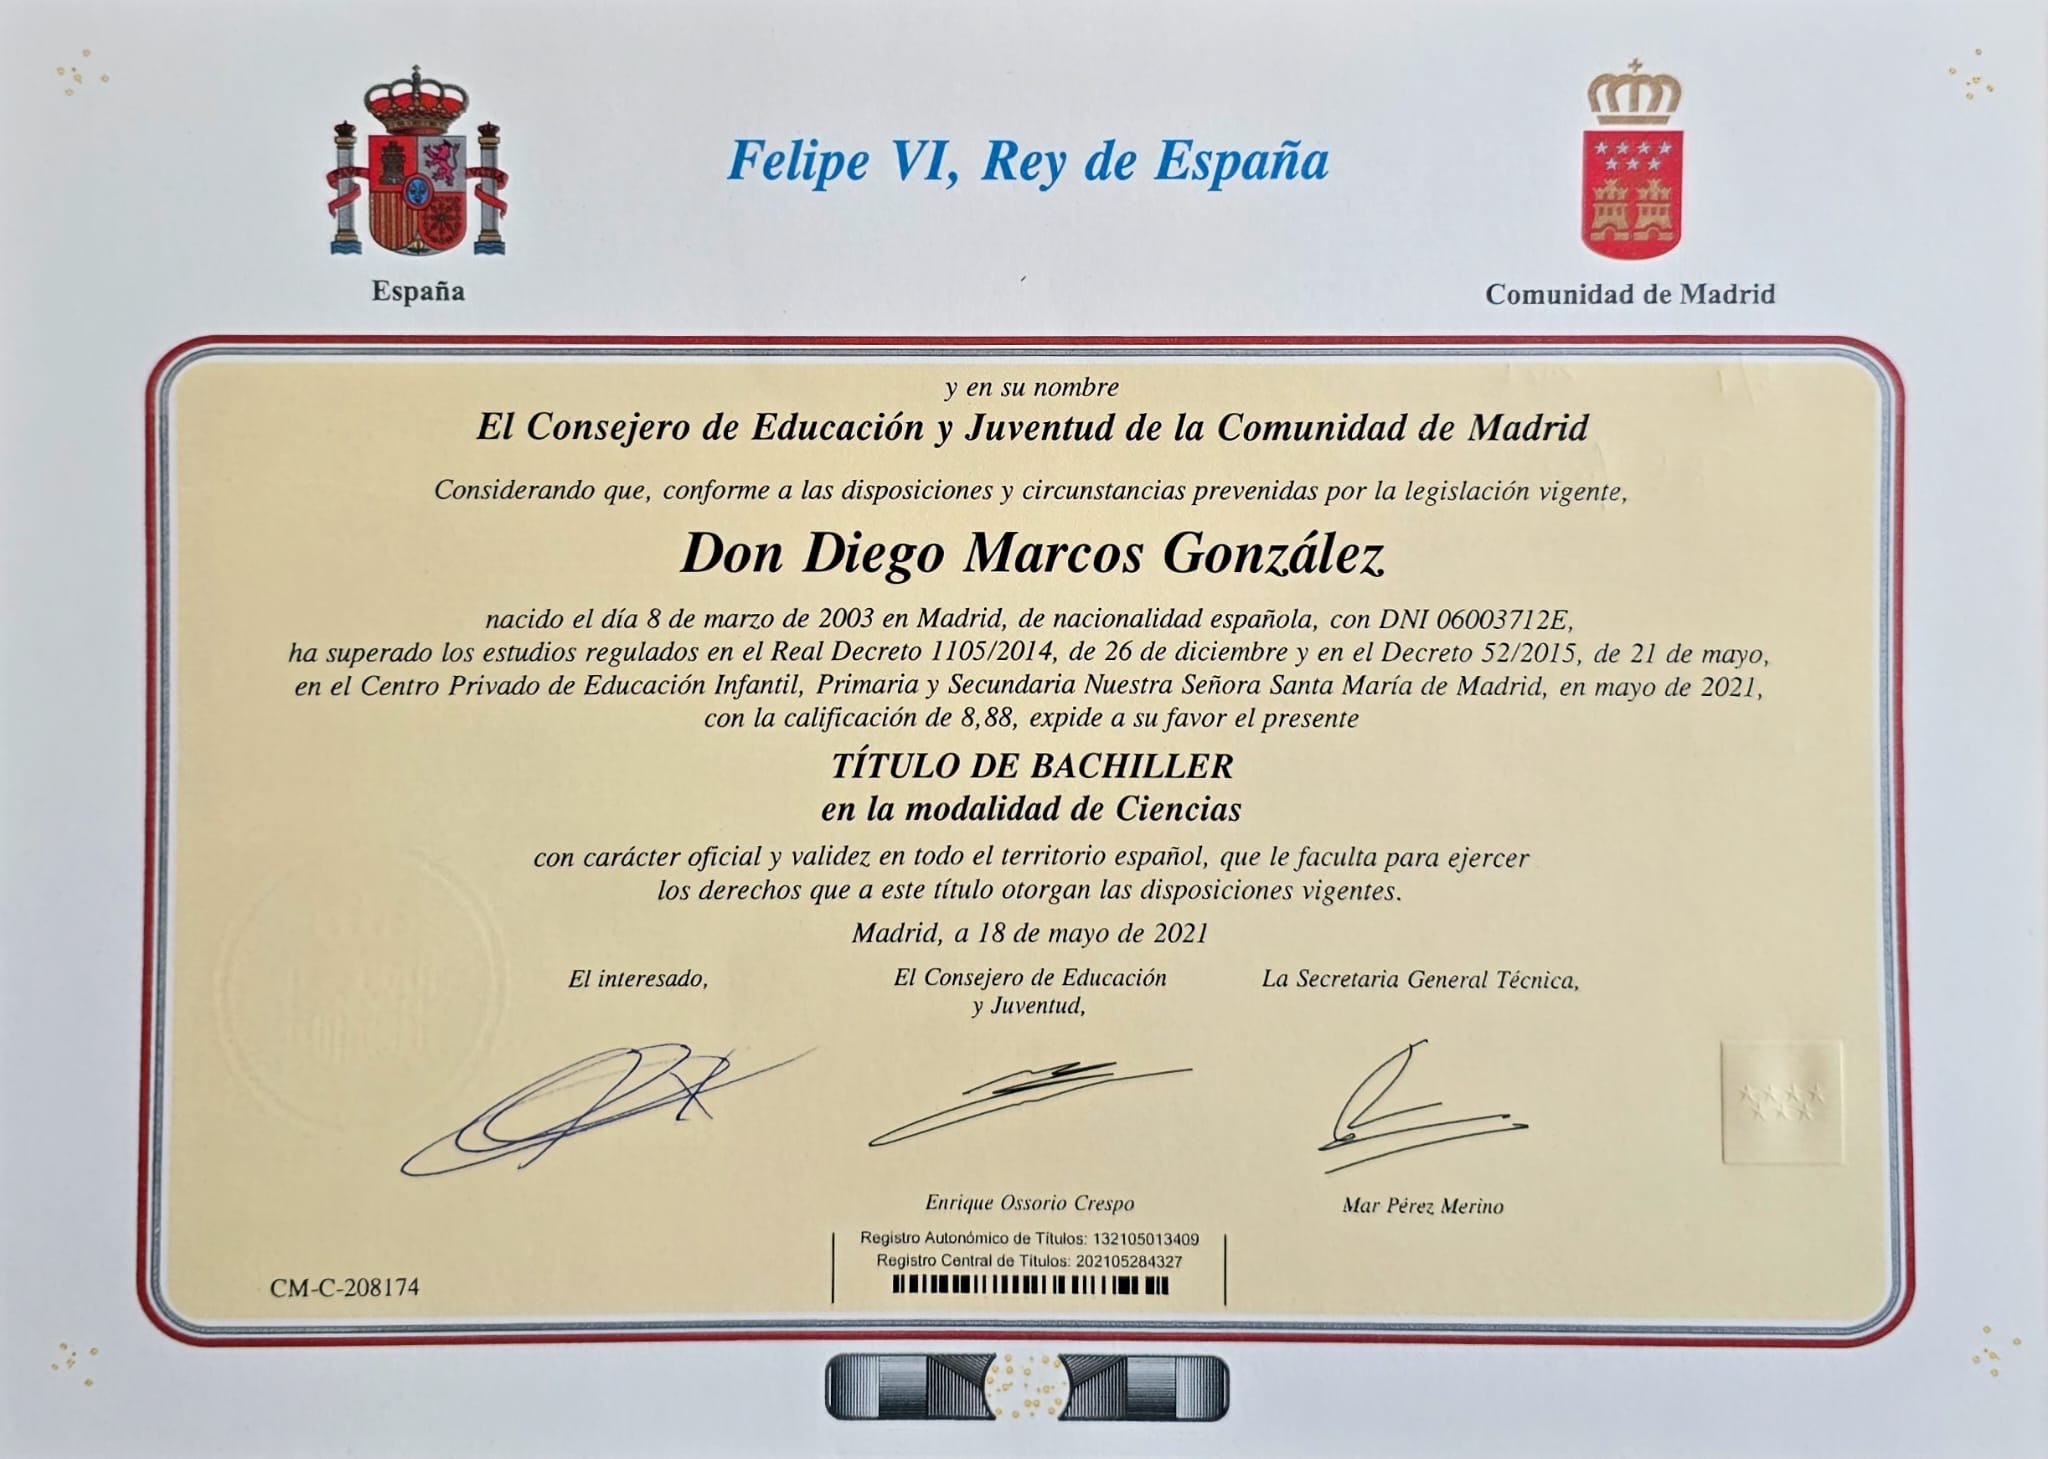 Felipe VI, Rey de España
España
Comunidad de Madrid
y en su nombre
El Consejero de Educación y Juventud de la Comunidad de Madrid
Considerando que, conforme a las disposiciones y circunstancias prevenidas por la legislación vigente,
Don Diego Marcos González
nacido el día 8 de marzo de 2003 en Madrid, de nacionalidad española, con DNI 06003712E,
ha superado los estudios regulados en el Real Decreto 1105/2014, de 26 de diciembre y en el Decreto 52/2015, de 21 de mayo,
en el Centro Privado de Educación Infantil, Primaria y Secundaria Nuestra Señora Santa María de Madrid, en mayo de 2021,
con la calificación de 8,88, expide a su favor el presente
TÍTULO DE BACHILLER
en la modalidad de Ciencias
con carácter oficial y validez en todo el territorio español, que le faculta para ejercer
los derechos que a este título otorgan las disposiciones vigentes.
Madrid, a 18 de mayo de 2021
El interesado,
El Consejero de Educación
y Juventud,
La Secretaria General Técnica,
Enrique Ossorio Crespo
Mar Pérez Merino
Registro Autonómico de Títulos: 132105013409
Registro Central de Títulos: 202105284327
CM-C-208174